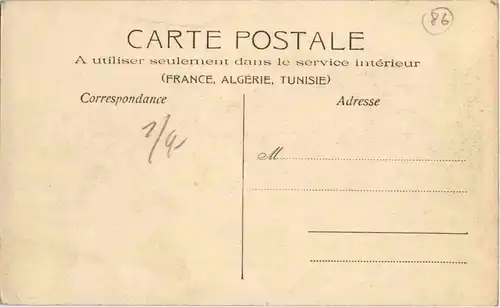 86
CARTE POSTALE
A utiliser seulement dans le service intérieur
(FRANCE, ALGÉRIE, TUNISIE)
Correspondance
Adresse
M